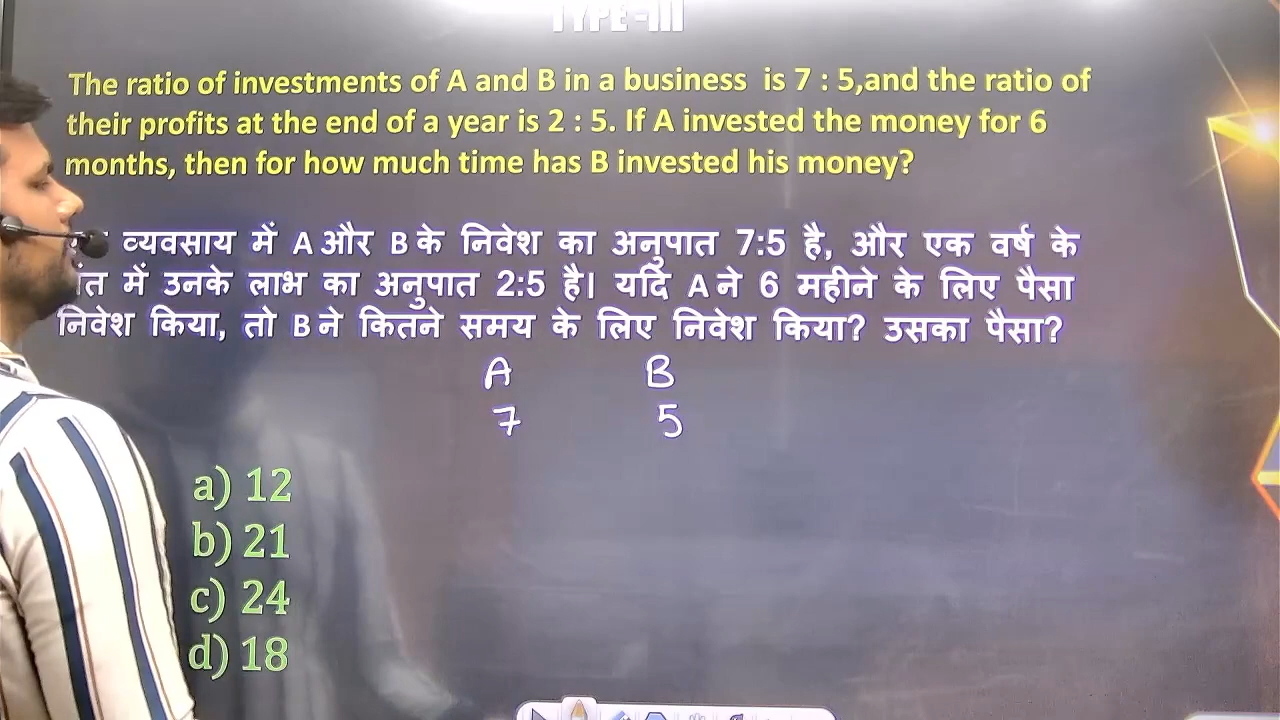 TYPE-III
The ratio of investments of A and B in a business is 7 : 5,and the ratio of
their profits at the end of a year is 2 : 5. If A invested the money for 6
months, then for how much time has B invested his money?
व्यवसाय में A और B के निवेश का अनुपात 7:5 है, और एक वर्ष के
में उनके लाभ का अनुपात 2:5 है। यदि A ने 6 महीने के लिए पैसा
निवेश किया, तो B ने कितने समय के लिए निवेश किया? उसका पैसा?
A B
7 5
a) 12
b) 21
c) 24
d) 18